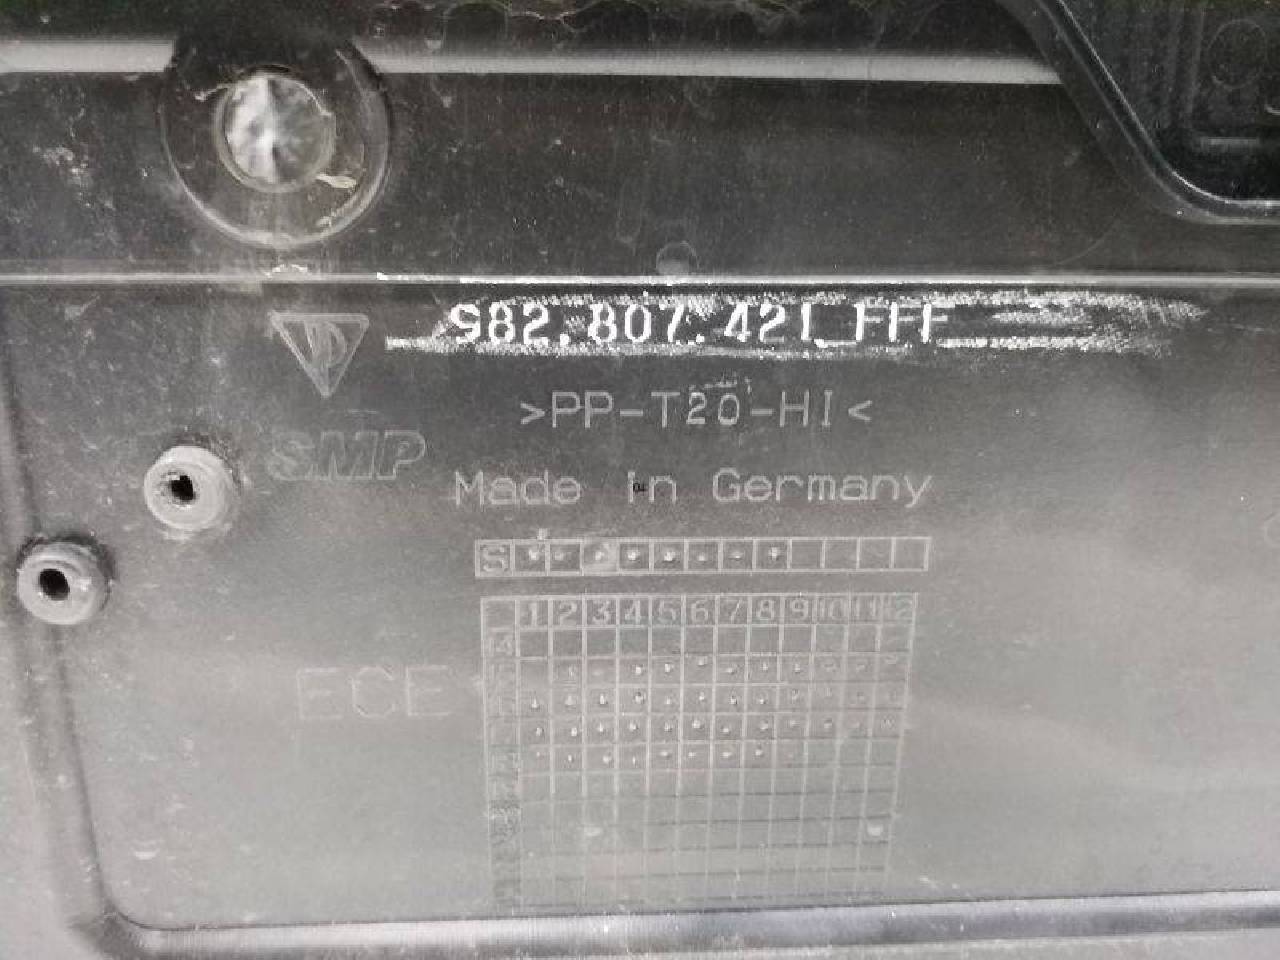 982.807.421_FFF
>PP-T20-HI<
SMP
Made in Germany
S
1 2 3 4 5 6 7 8 9 10 11 12
14
ECE